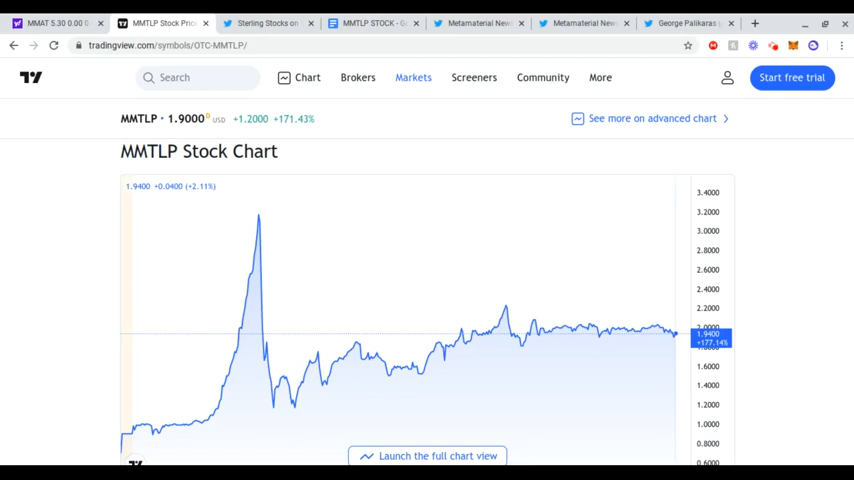 MMAT 5.30 0.00 0
MMTLP Stock Pric
Sterling Stocks on
MMTLP STOCK - G
Metamaterial New
Metamaterial New
George Palikaras
tradingview.com/symbols/OTC-MMTLP/
Search
Chart
Brokers
Markets
Screeners
Community
More
Start free trial
MMTLP • 1.9000 D USD +1.2000 +171.43%
See more on advanced chart
MMTLP Stock Chart
1.9400 +0.0400 (+2.11%)
3.4000
3.2000
3.0000
2.8000
2.6000
2.4000
2.2000
2.0000
1.9400
+177.14%
1.8000
1.6000
1.4000
1.2000
1.0000
0.8000
0.6000
Launch the full chart view